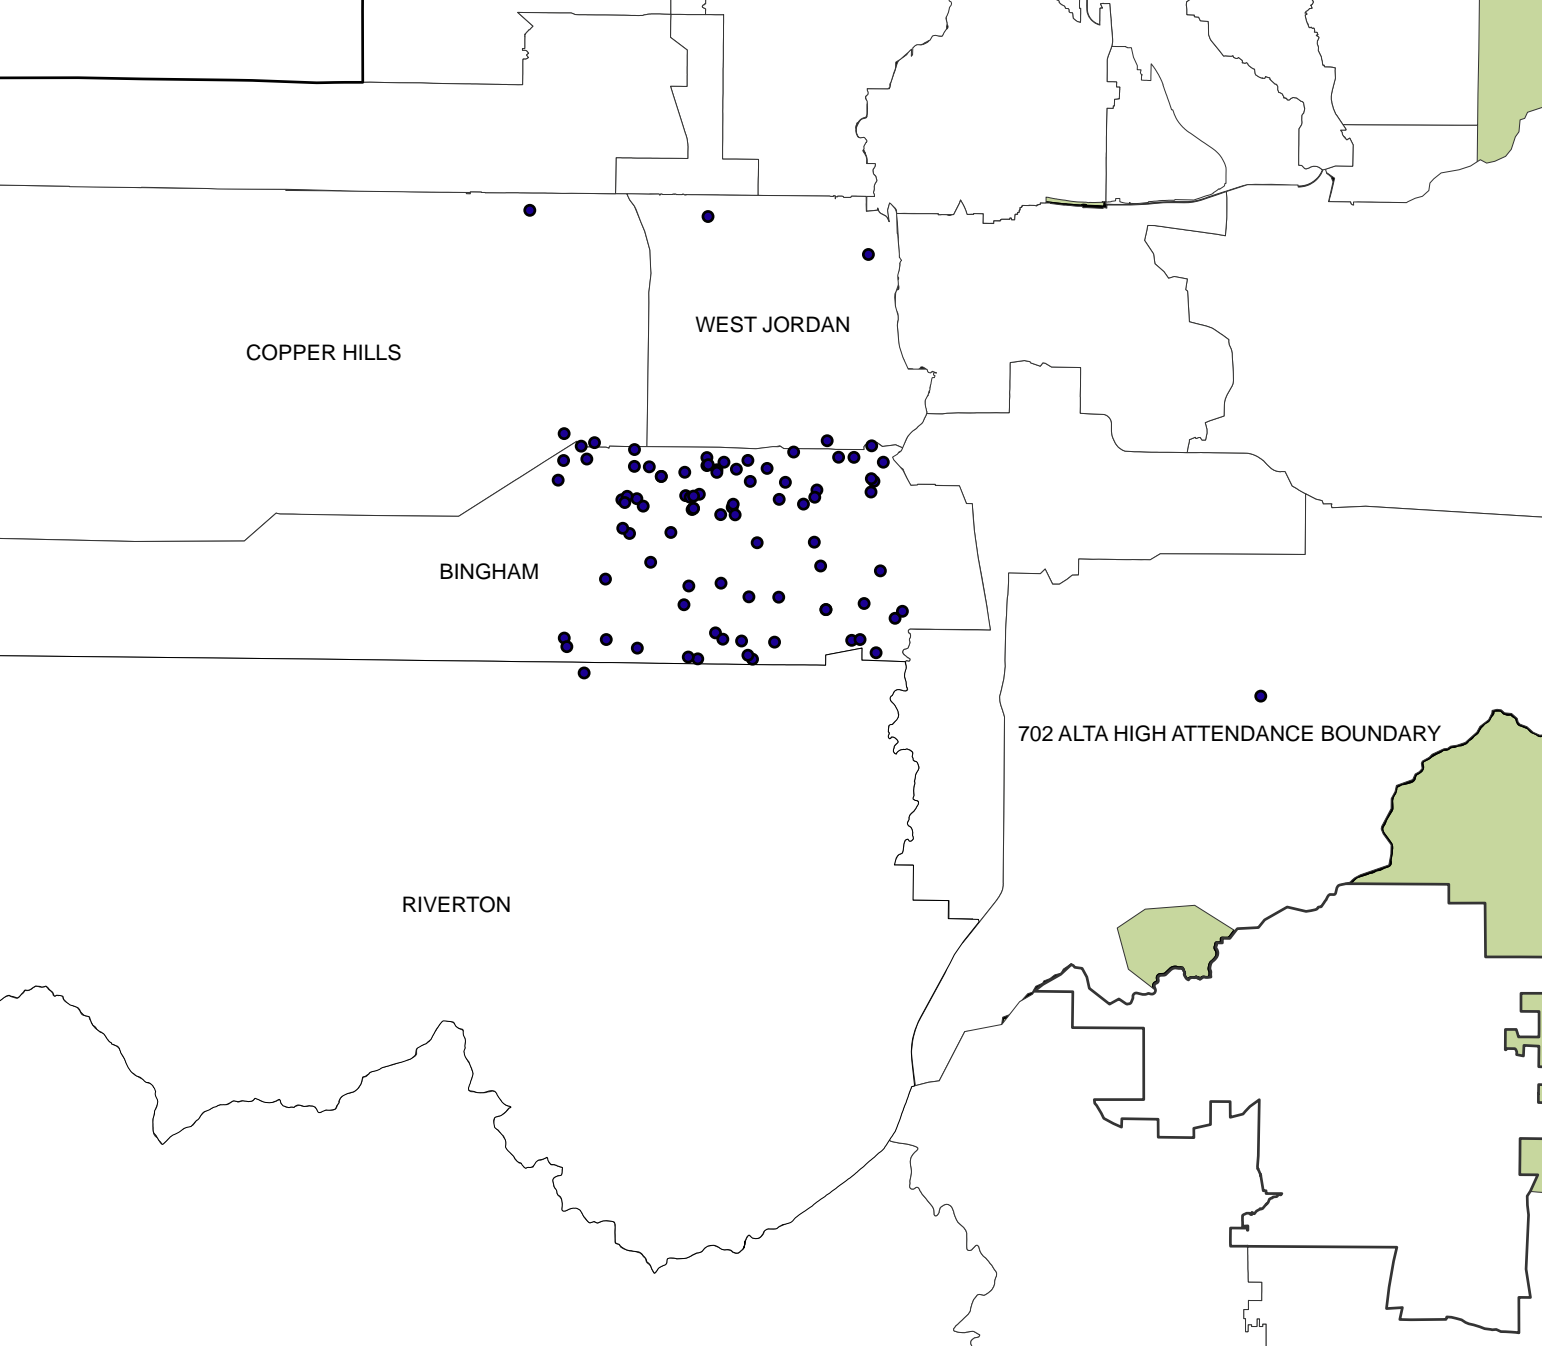 WEST JORDAN
COPPER HILLS
BINGHAM
702 ALTA HIGH ATTENDANCE BOUNDARY
RIVERTON